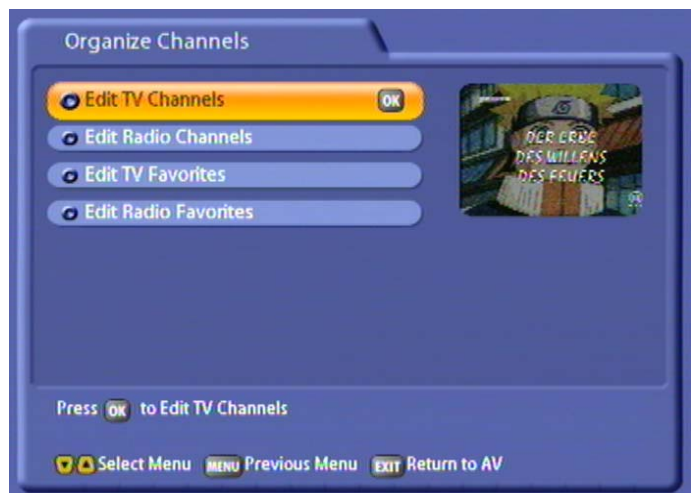 Organize Channels
Edit TV Channels OK
Edit Radio Channels
Edit TV Favorites
Edit Radio Favorites
DER ERBE
DES WILLENS
DES FEUERS
Press OK to Edit TV Channels
Select Menu MENU Previous Menu EXIT Return to AV